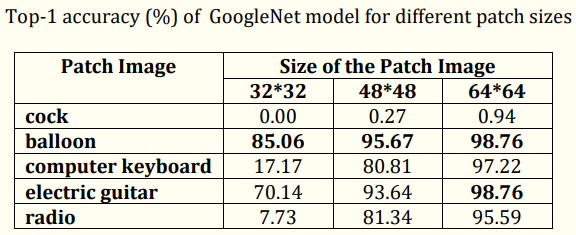 Top-1 accuracy (%) of GoogleNet model for different patch sizes
Patch Image Size of the Patch Image
32*32 48*48 64*64
cock 0.00 0.27 0.94
balloon 85.06 95.67 98.76
computer keyboard 17.17 80.81 97.22
electric guitar 70.14 93.64 98.76
radio 7.73 81.34 95.59